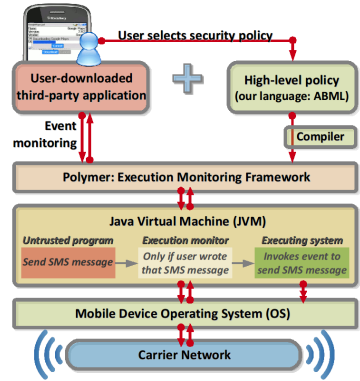 User selects security policy
User-downloaded
third-party application
High-level policy
(our language: ABML)
Event
monitoring
Compiler
Polymer: Execution Monitoring Framework
Java Virtual Machine (JVM)
Untrusted program
Execution monitor
Executing system
Send SMS message
Only if user wrote
that SMS message
Invokes event to
send SMS message
Mobile Device Operating System (OS)
Carrier Network